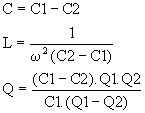 C = C1 − C2
L = 1 / ω²(C2 − C1)
Q = (C1 − C2).Q1.Q2 / C1.(Q1 − Q2)